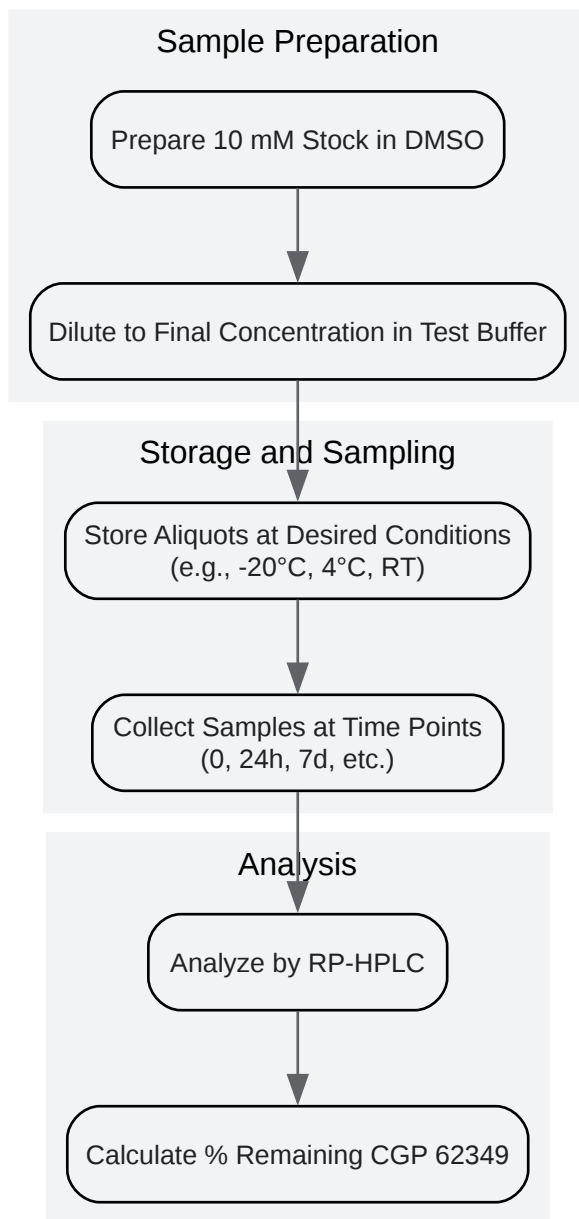 Sample Preparation
Prepare 10 mM Stock in DMSO
Dilute to Final Concentration in Test Buffer
Storage and Sampling
Store Aliquots at Desired Conditions
(e.g., -20°C, 4°C, RT)
Collect Samples at Time Points
(0, 24h, 7d, etc.)
Analysis
Analyze by RP-HPLC
Calculate % Remaining CGP 62349